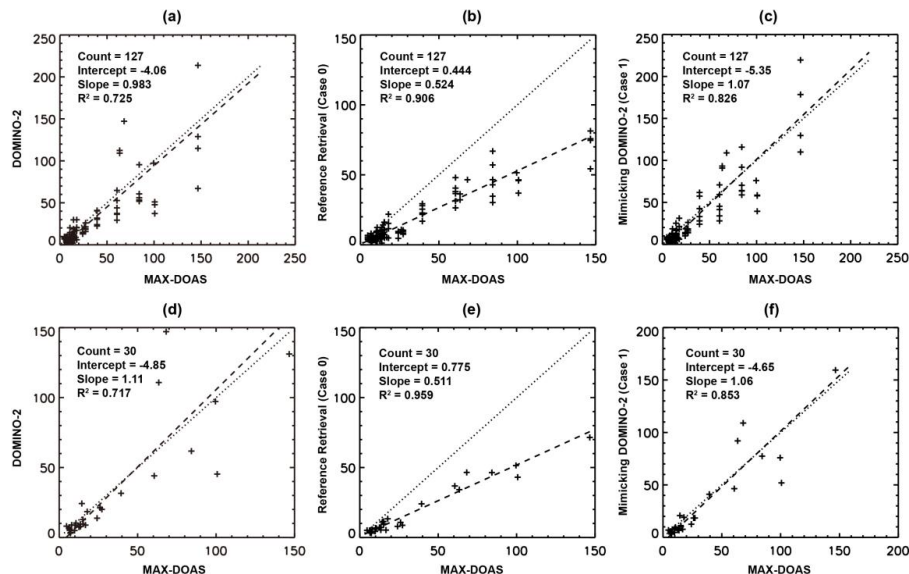 (a)
250
200
150
100
50
0
DOMINO-2
Count = 127
Intercept = -4.06
Slope = 0.983
R² = 0.725
0 50 100 150 200 250
MAX-DOAS
(b)
150
100
50
0
Reference Retrieval (Case 0)
Count = 127
Intercept = 0.444
Slope = 0.524
R² = 0.906
0 50 100 150
MAX-DOAS
(c)
250
200
150
100
50
0
Mimicking DOMINO-2 (Case 1)
Count = 127
Intercept = -5.35
Slope = 1.07
R² = 0.826
0 50 100 150 200 250
MAX-DOAS
(d)
150
100
50
0
DOMINO-2
Count = 30
Intercept = -4.85
Slope = 1.11
R² = 0.717
0 50 100 150
MAX-DOAS
(e)
150
100
50
0
Reference Retrieval (Case 0)
Count = 30
Intercept = 0.775
Slope = 0.511
R² = 0.959
0 50 100 150
MAX-DOAS
(f)
200
150
100
50
0
Mimicking DOMINO-2 (Case 1)
Count = 30
Intercept = -4.65
Slope = 1.06
R² = 0.853
0 50 100 150 200
MAX-DOAS